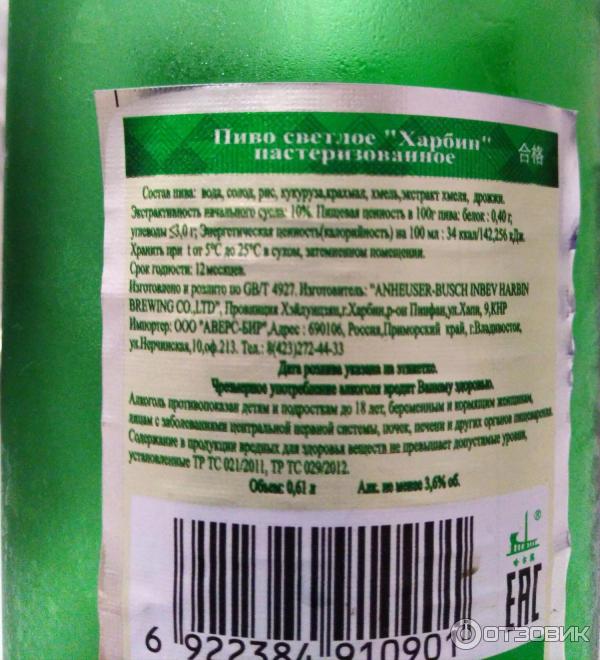 Пиво светлое "Харбин"
пастеризованное
合格
Состав пива: вода, солод, рис, кукуруза,крахмал, хмель,экстракт хмеля, дрожжи.
Экстрактивность начального сусла: 10%. Пищевая ценность в 100г пива: белок : 0,40 г,
углеводы ≤3,0 г; Энергетическая ценность(калорийность) на 100 мл : 34 ккал/142,256 кДж.
Хранить при t от 5°С до 25°С в сухом, затемненном помещении.
Срок годности: 12 месяцев.
Изготовлено и розлито по GB/T 4927. Изготовитель: "ANHEUSER-BUSCH INBEV HARBIN
BREWING CO.,LTD", Провинция Хэйлунцзян,г.Харбин,р-он Пинфан,ул.Хапи, 9,КНР
Импортер: ООО "АВЕРС-БИР",Адрес : 690106, Россия,Приморский край, г.Владивосток,
ул.Нерчинская,10,оф.213. Тел.: 8(423)272-44-33
Дата розлива указана на этикетке.
Чрезмерное употребление алкоголя вредит Вашему здоровью.
Алкоголь противопоказан детям и подросткам до 18 лет, беременным и кормящим женщинам,
лицам с заболеваниями центральной нервной системы, почек, печени и других органов пищеварения.
Содержание в продукции вредных для здоровья веществ не превышает допустимые уровни,
установленные ТР ТС 021/2011, ТР ТС 029/2012.
Объем: 0,61 л Алк. не менее 3,6% об.
®
哈尔滨
EAC
6 922384 910901
ОТЗОВИК